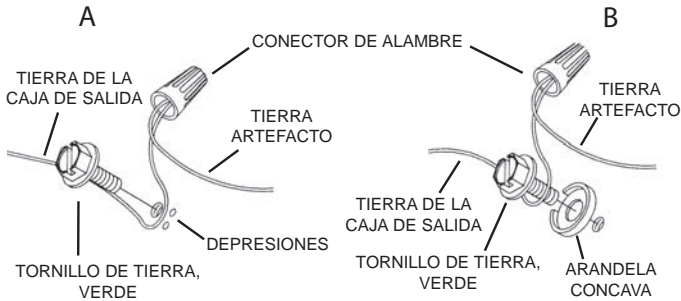 A
B
CONECTOR DE ALAMBRE
TIERRA DE LA
CAJA DE SALIDA
TIERRA
ARTEFACTO
TIERRA
ARTEFACTO
TIERRA DE LA
CAJA DE SALIDA
DEPRESIONES
TORNILLO DE TIERRA,
VERDE
TORNILLO DE TIERRA,
VERDE
ARANDELA
CONCAVA